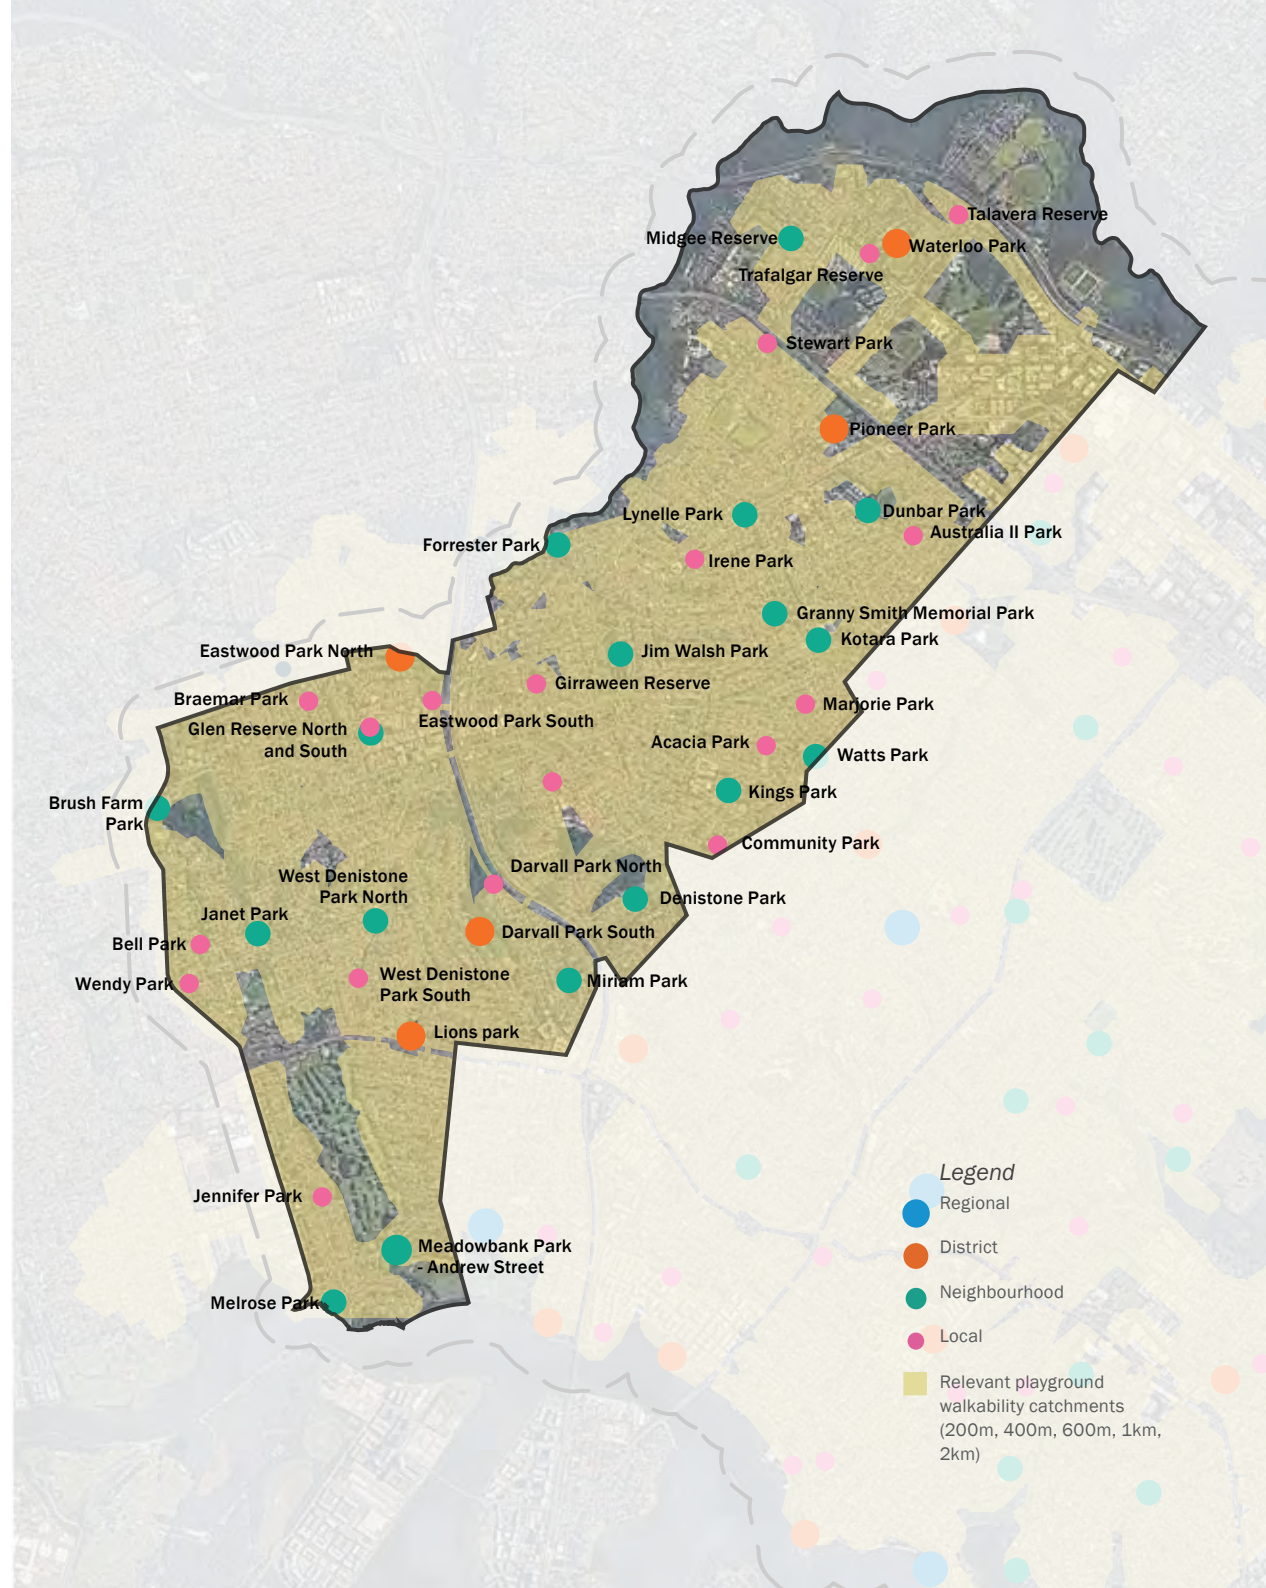 Talavera Reserve
Midgee Reserve
Waterloo Park
Trafalgar Reserve
Stewart Park
Pioneer Park
Lynelle Park
Dunbar Park
Australia II Park
Forrester Park
Irene Park
Granny Smith Memorial Park
Kotara Park
Eastwood Park North
Jim Walsh Park
Girraween Reserve
Braemar Park
Marjorie Park
Eastwood Park South
Glen Reserve North
and South
Acacia Park
Watts Park
Kings Park
Brush Farm
Park
Community Park
Darvall Park North
West Denistone
Park North
Denistone Park
Janet Park
Darvall Park South
Bell Park
West Denistone
Park South
Wendy Park
Miriam Park
Lions park
Jennifer Park
Meadowbank Park
- Andrew Street
Melrose Park
Legend
Regional
District
Neighbourhood
Local
Relevant playground
walkability catchments
(200m, 400m, 600m, 1km,
2km)